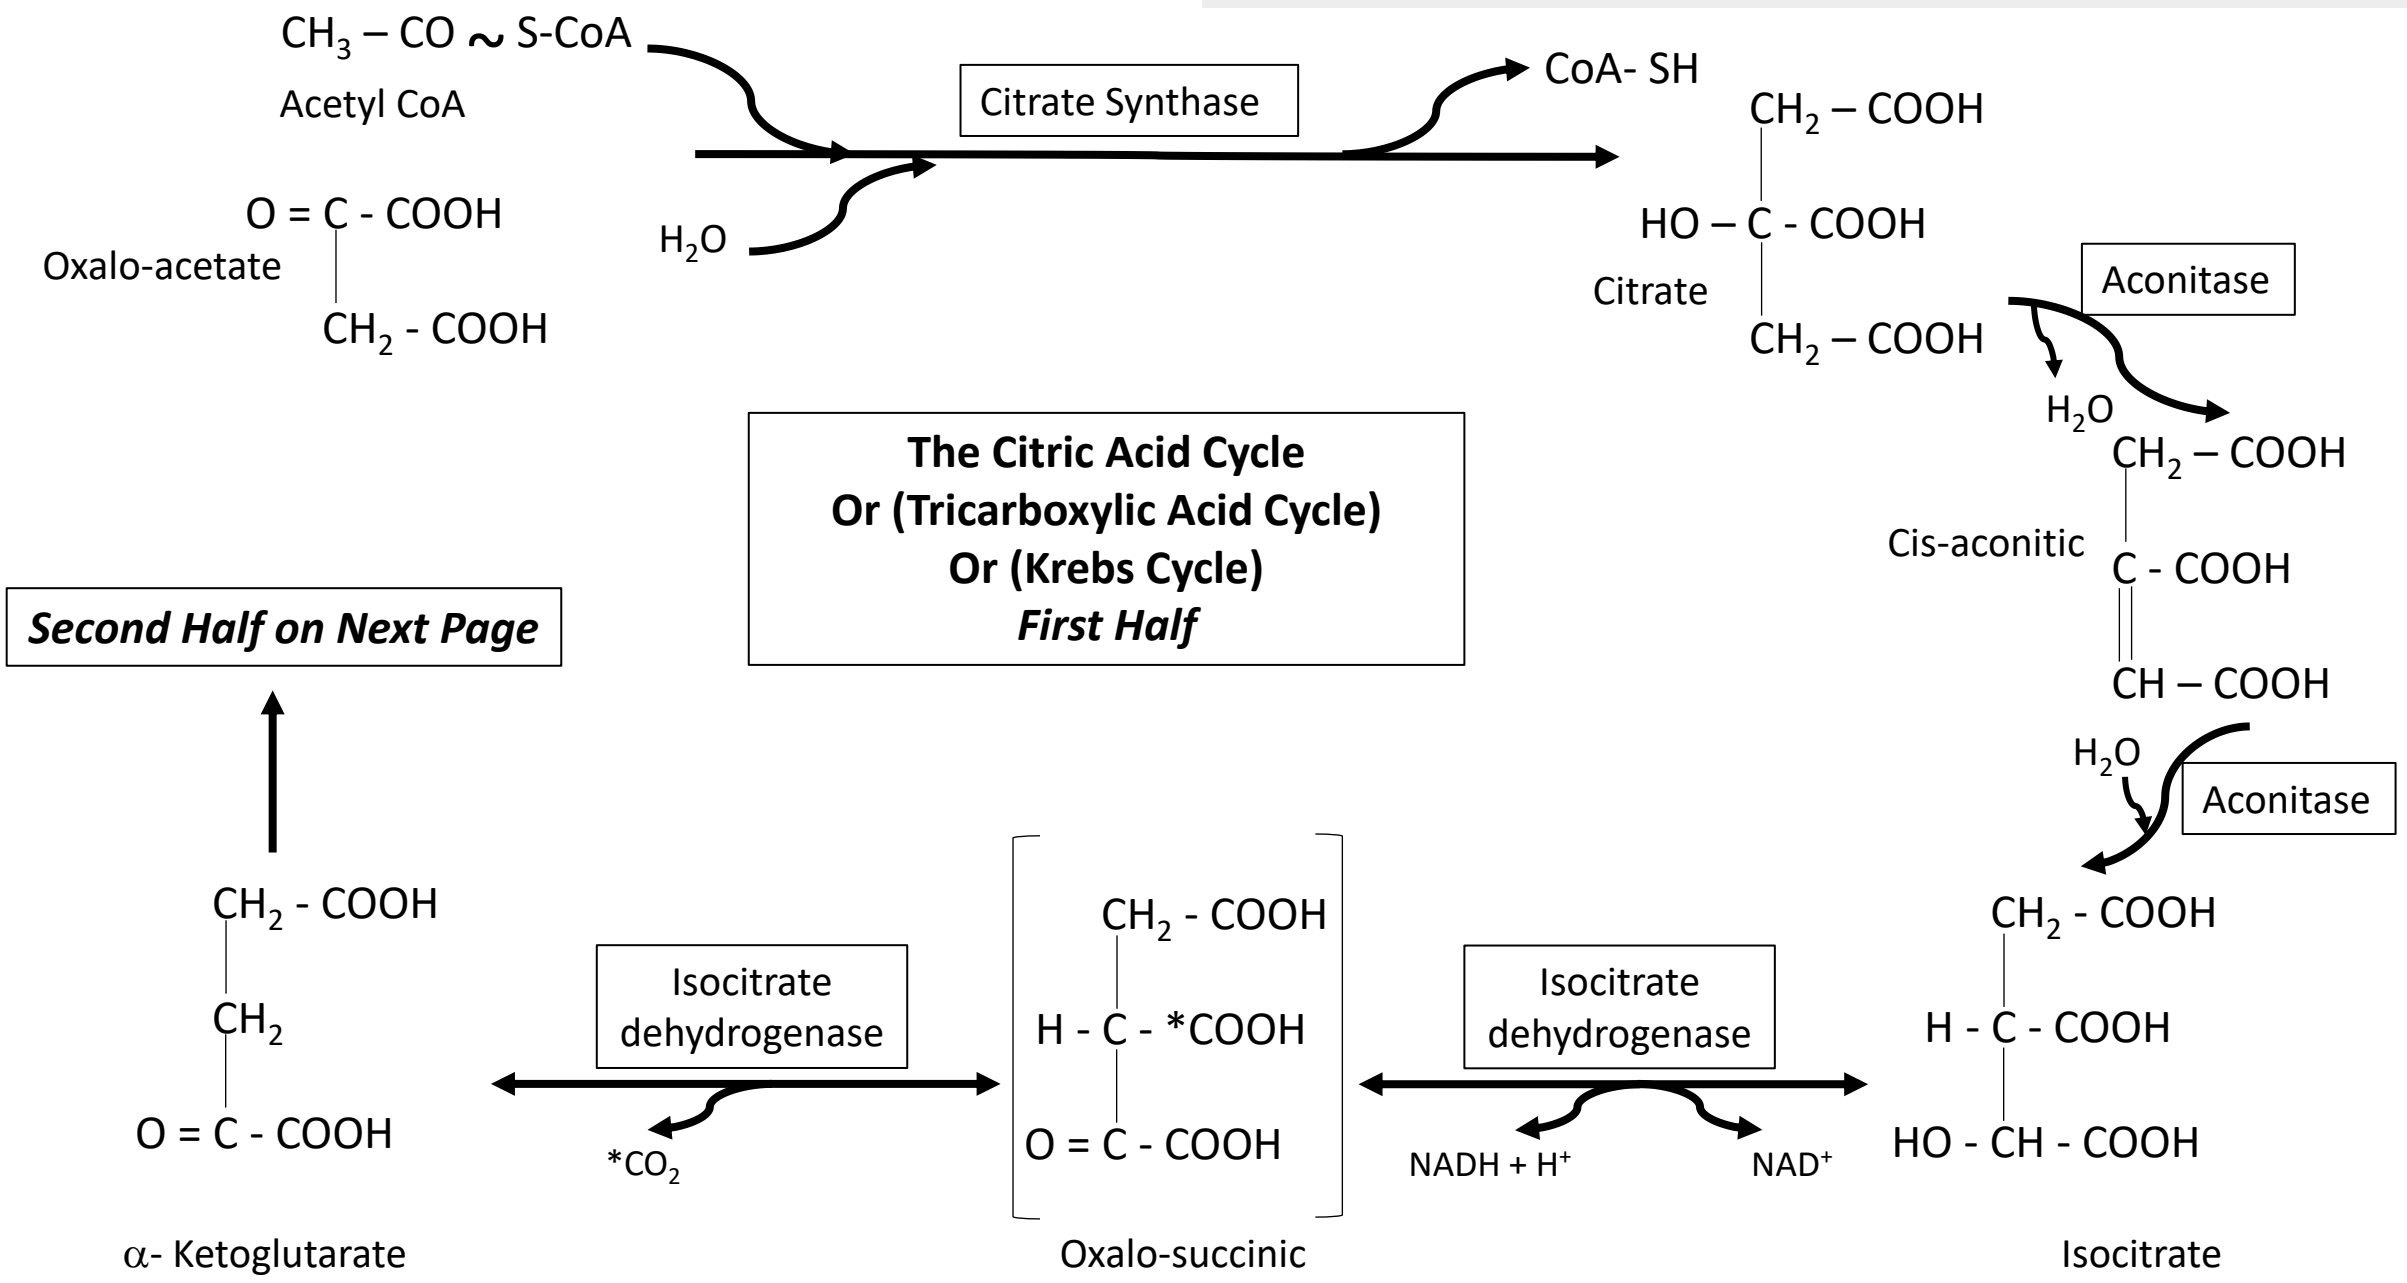 CH₃ – CO ~ S-CoA
Acetyl CoA
Citrate Synthase
CoA- SH
O = C - COOH
Oxalo-acetate
CH₂ - COOH
H₂O
CH₂ – COOH
HO – C - COOH
Citrate
CH₂ – COOH
Aconitase
H₂O
CH₂ – COOH
Cis-aconitic
C - COOH
CH – COOH
The Citric Acid Cycle
Or (Tricarboxylic Acid Cycle)
Or (Krebs Cycle)
First Half
Second Half on Next Page
H₂O
Aconitase
CH₂ - COOH
H - C - COOH
HO - CH - COOH
Isocitrate
Isocitrate
dehydrogenase
NADH + H⁺
NAD⁺
CH₂ - COOH
H - C - *COOH
O = C - COOH
Oxalo-succinic
Isocitrate
dehydrogenase
*CO₂
CH₂ - COOH
CH₂
O = C - COOH
α- Ketoglutarate